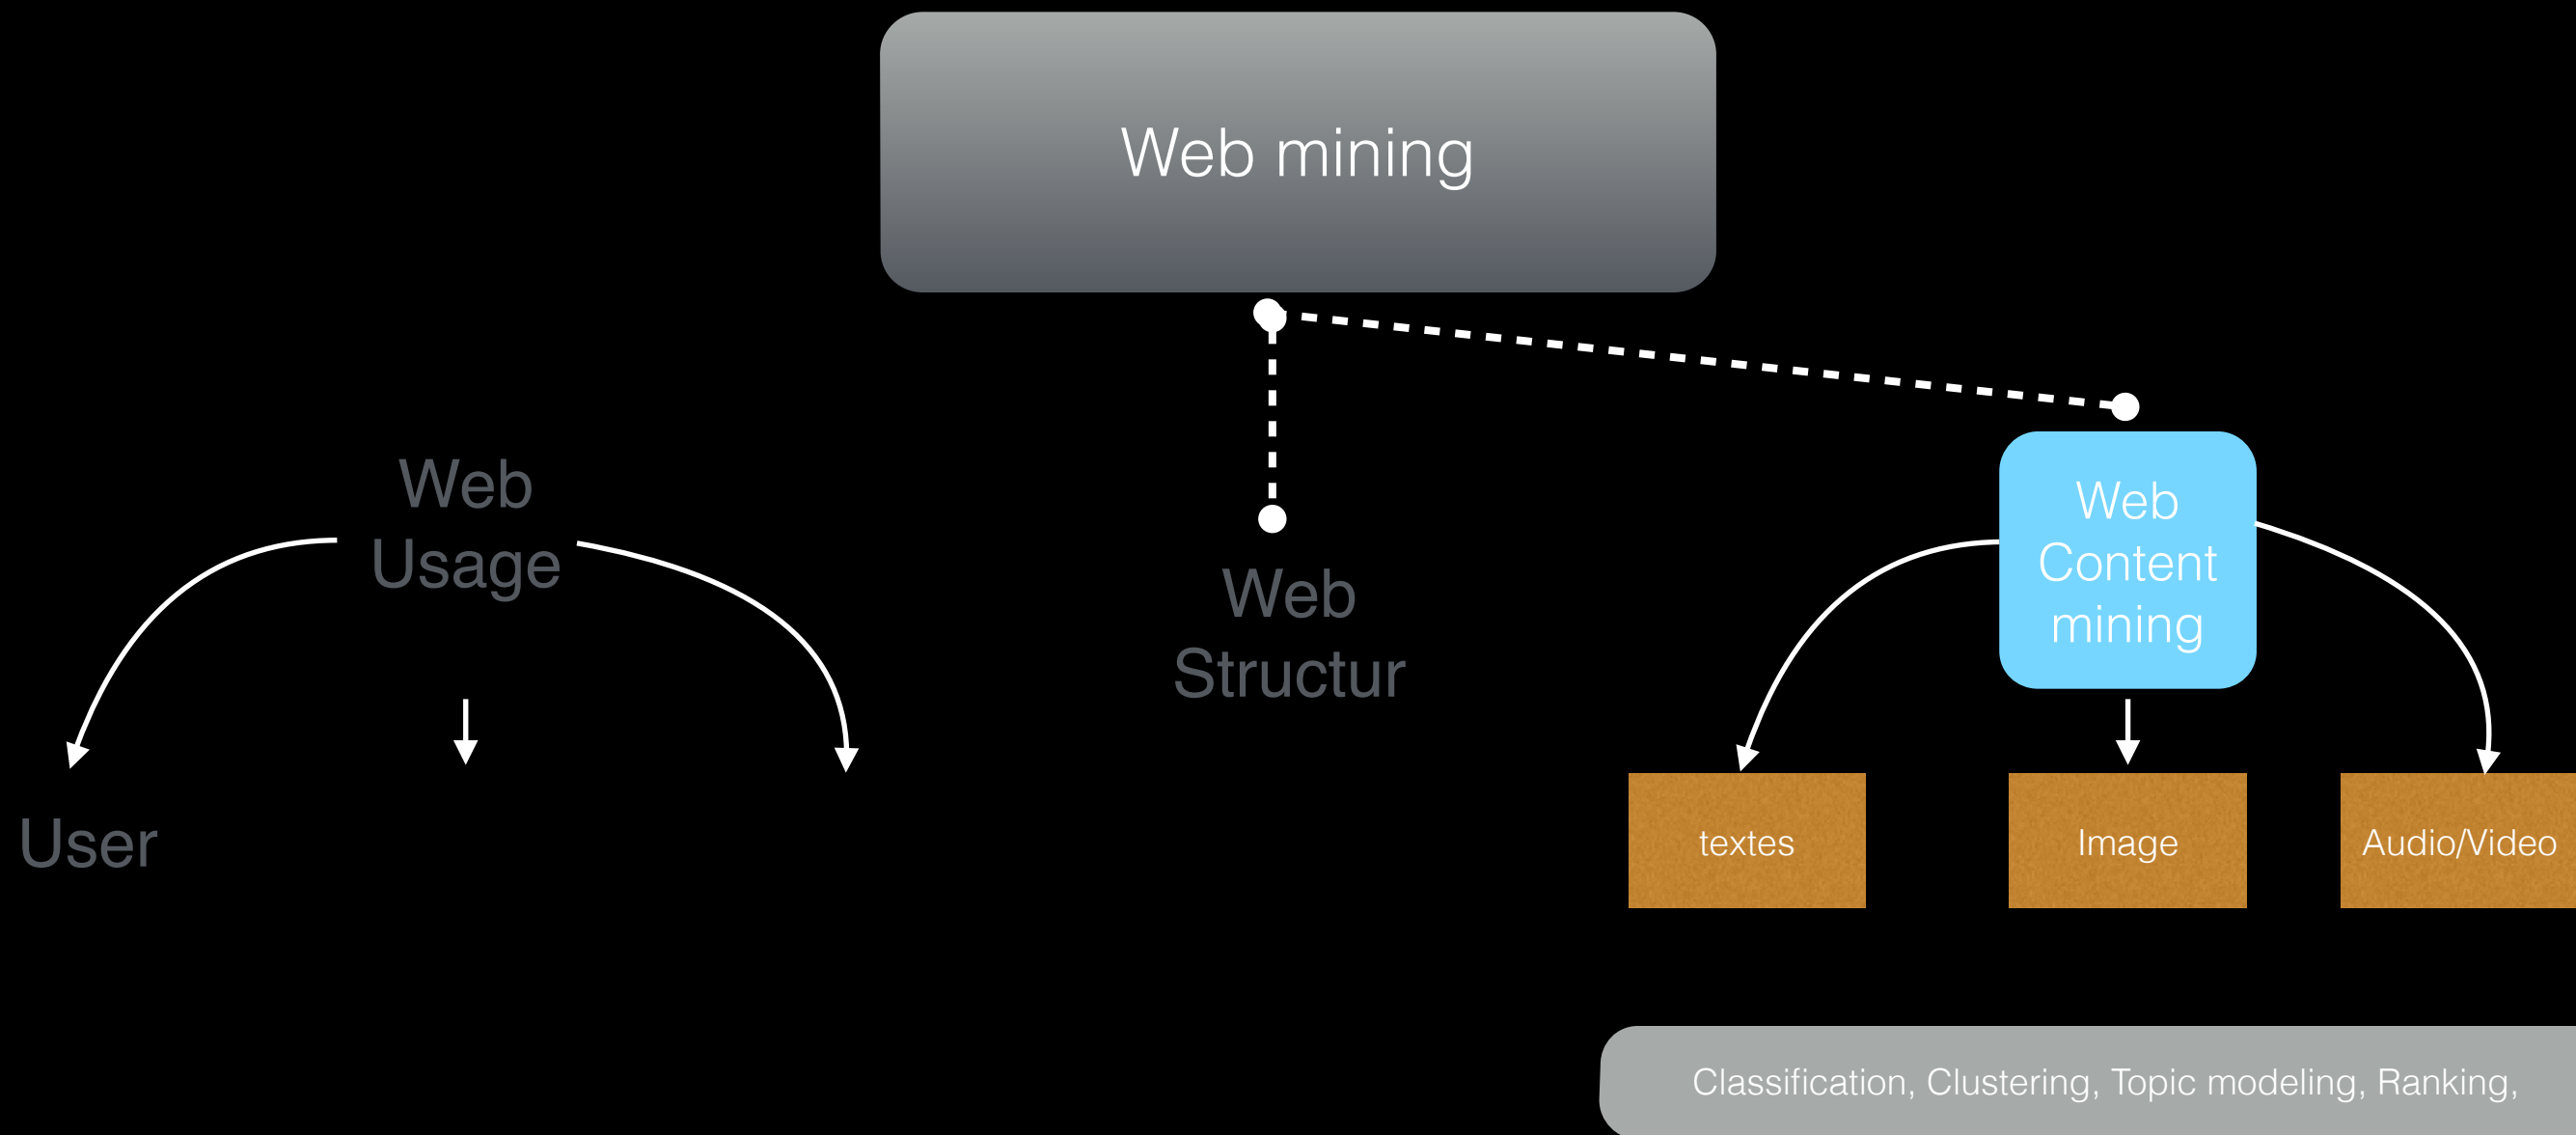 Web mining
Web
Usage
Web
Structur
Web
Content
mining
User
textes
Image
Audio/Video
Classification, Clustering, Topic modeling, Ranking,